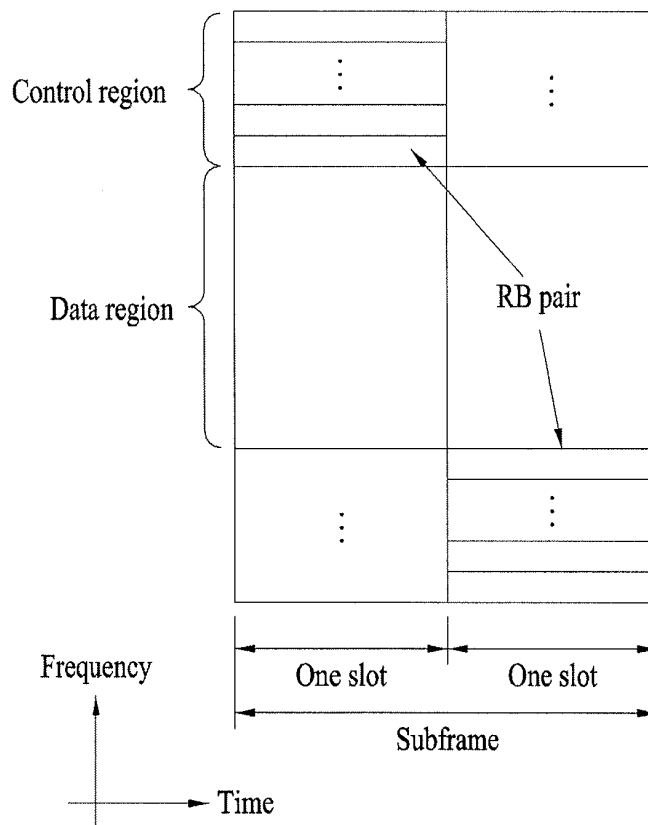 Control region
Data region
RB pair
One slot
One slot
Subframe
Frequency
Time